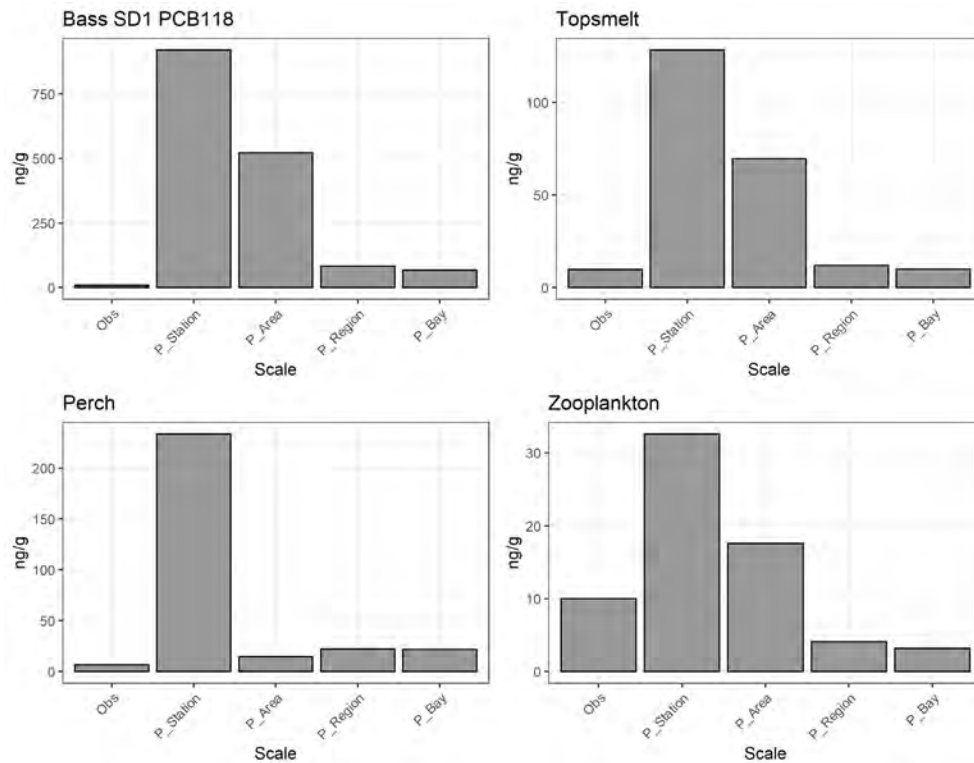 Bass SD1 PCB118
ng/g
750
500
250
0
Obs
P_Station
P_Area
P_Region
P_Bay
Scale
Topsmelt
ng/g
100
50
0
Obs
P_Station
P_Area
P_Region
P_Bay
Scale
Perch
ng/g
200
150
100
50
0
Obs
P_Station
P_Area
P_Region
P_Bay
Scale
Zooplankton
ng/g
30
20
10
0
Obs
P_Station
P_Area
P_Region
P_Bay
Scale